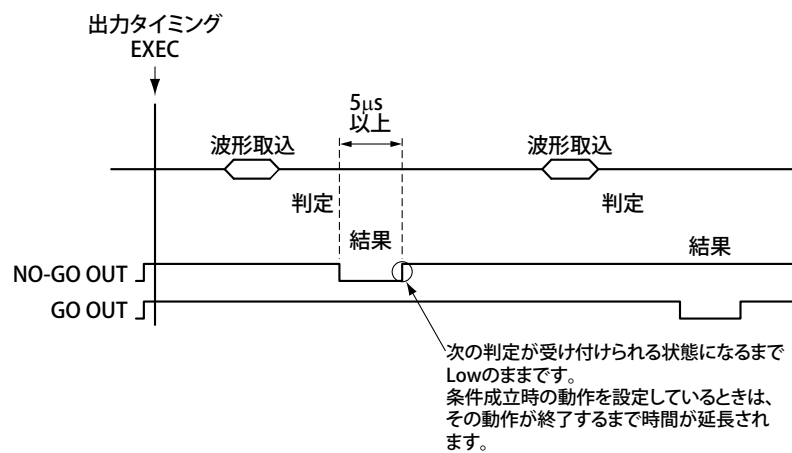 出力タイミング
EXEC
5μs
以上
波形取込
波形取込
判定
判定
結果
結果
NO-GO OUT
GO OUT
次の判定が受け付けられる状態になるまで
Lowのままです。
条件成立時の動作を設定しているときは、
その動作が終了するまで時間が延長され
ます。